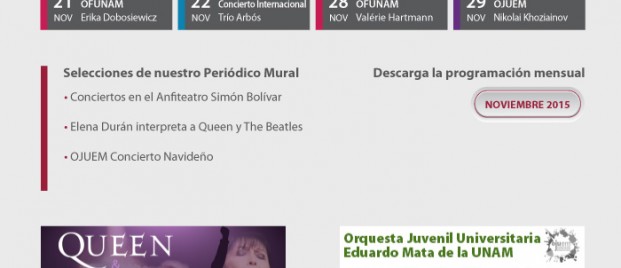 21 OFUNAM
NOV Erika Dobosiewicz
22 Concierto Internacional
NOV Trío Arbós
28 OFUNAM
NOV Valérie Hartmann
29 OJUEM
NOV Nikolai Khoziainov
Selecciones de nuestro Periódico Mural
• Conciertos en el Anfiteatro Simón Bolívar
• Elena Durán interpreta a Queen y The Beatles
• OJUEM Concierto Navideño
Descarga la programación mensual
NOVIEMBRE 2015
QUEEN
&
Orquesta Juvenil Universitaria
Eduardo Mata de la UNAM